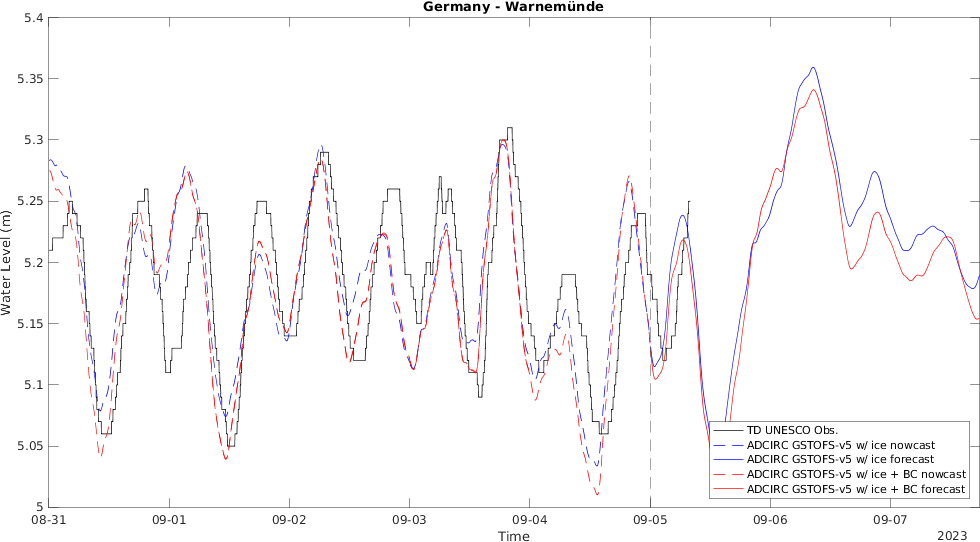 Germany - Warnemünde
5.4
5.35
5.3
5.25
5.2
5.15
5.1
5.05
5
Water Level (m)
08-31 09-01 09-02 09-03 09-04 09-05 09-06 09-07
Time
2023
TD UNESCO Obs.
ADCIRC GSTOFS-v5 w/ ice nowcast
ADCIRC GSTOFS-v5 w/ ice forecast
ADCIRC GSTOFS-v5 w/ ice + BC nowcast
ADCIRC GSTOFS-v5 w/ ice + BC forecast